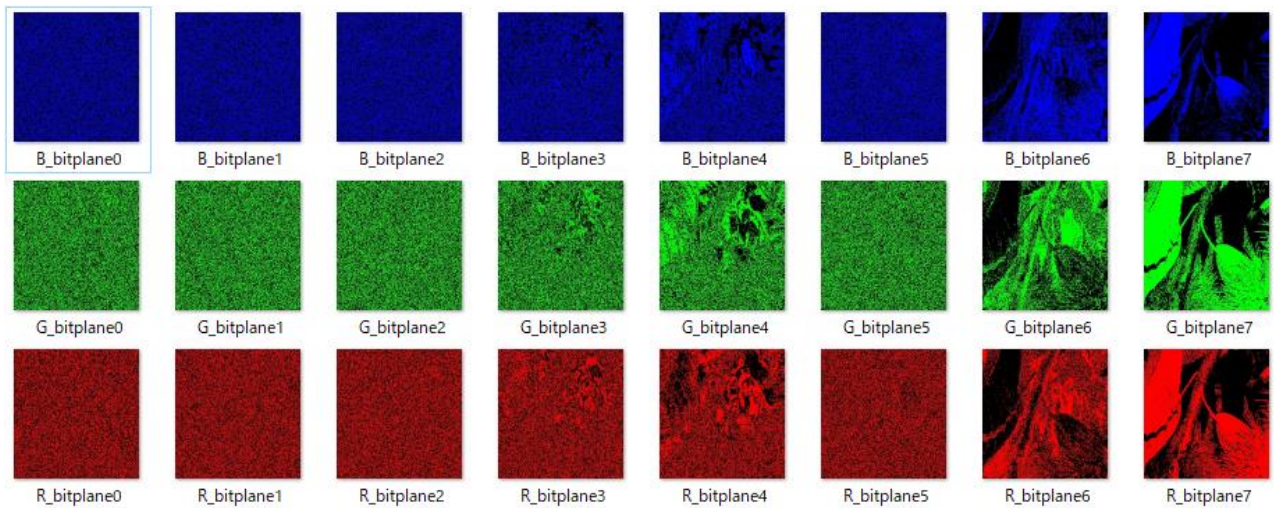 B_bitplane0 B_bitplane1 B_bitplane2 B_bitplane3 B_bitplane4 B_bitplane5 B_bitplane6 B_bitplane7
G_bitplane0 G_bitplane1 G_bitplane2 G_bitplane3 G_bitplane4 G_bitplane5 G_bitplane6 G_bitplane7
R_bitplane0 R_bitplane1 R_bitplane2 R_bitplane3 R_bitplane4 R_bitplane5 R_bitplane6 R_bitplane7